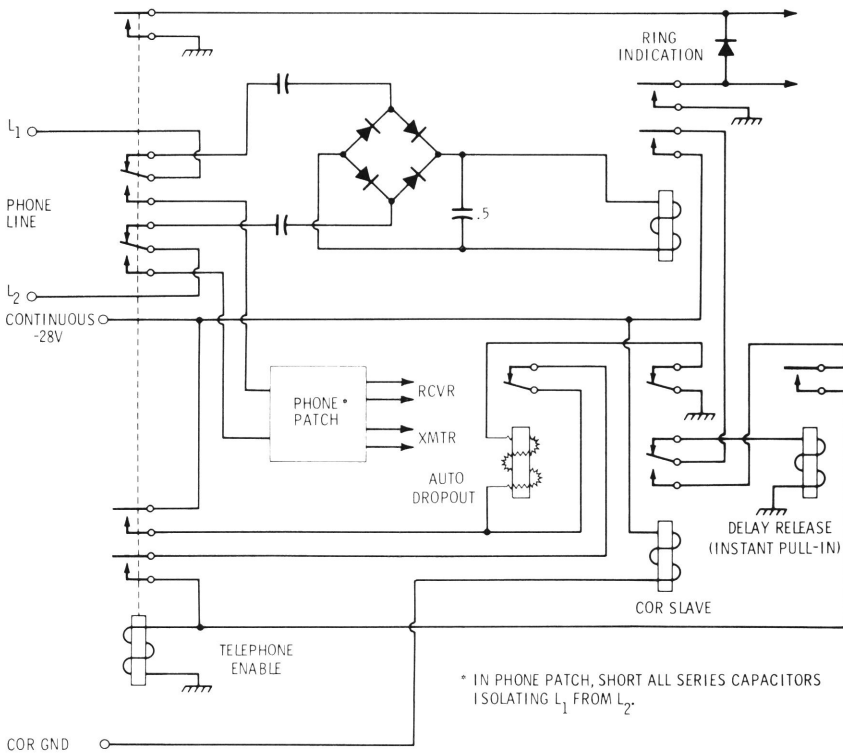 RING
INDICATION
L1
PHONE
LINE
L2
CONTINUOUS
-28V
.5
PHONE *
PATCH
RCVR
XMTR
AUTO
DROPOUT
DELAY RELEASE
(INSTANT PULL-IN)
COR SLAVE
TELEPHONE
ENABLE
* IN PHONE PATCH, SHORT ALL SERIES CAPACITORS
ISOLATING L1 FROM L2.
COR GND